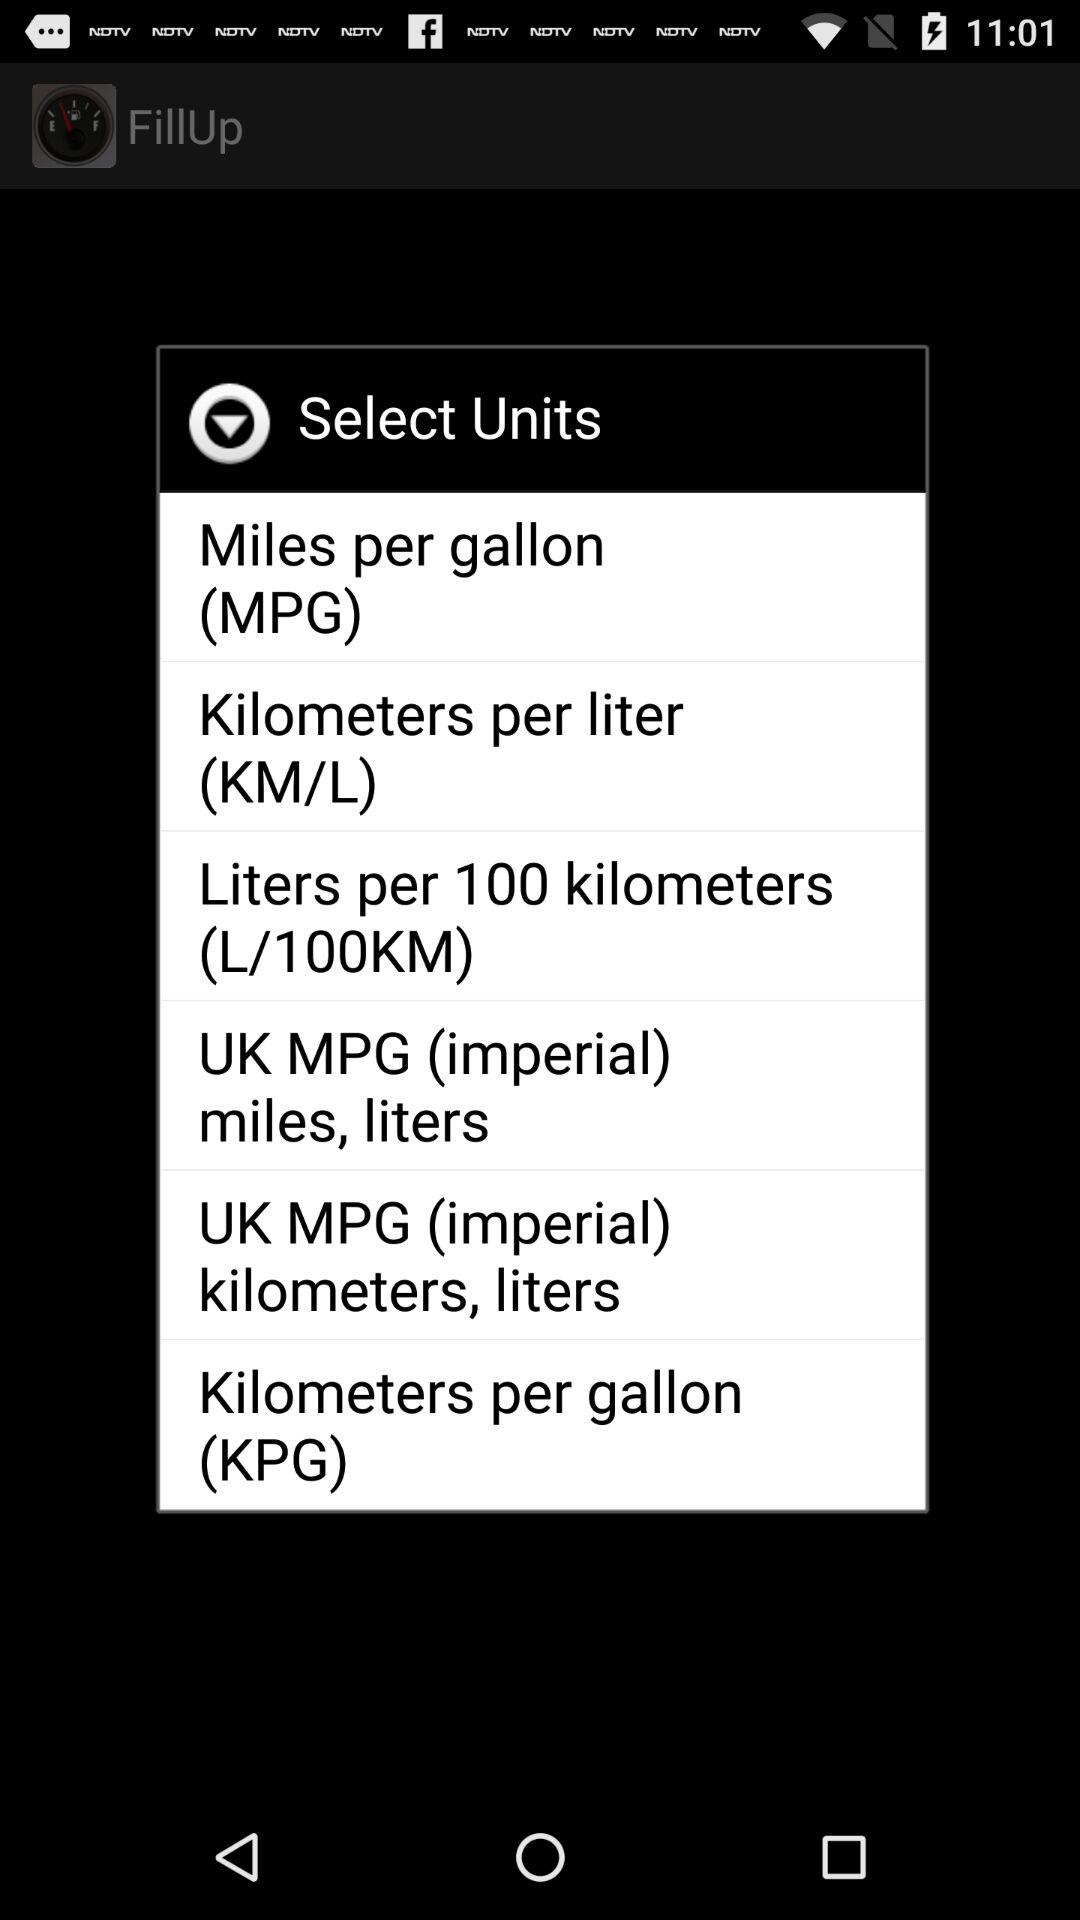 NDTV NDTV NDTV NDTV NDTV NDTV NDTV NDTV NDTV NDTV 11:01
E F
FillUp
Select Units
Miles per gallon
(MPG)
Kilometers per liter
(KM/L)
Liters per 100 kilometers
(L/100KM)
UK MPG (imperial)
miles, liters
UK MPG (imperial)
kilometers, liters
Kilometers per gallon
(KPG)